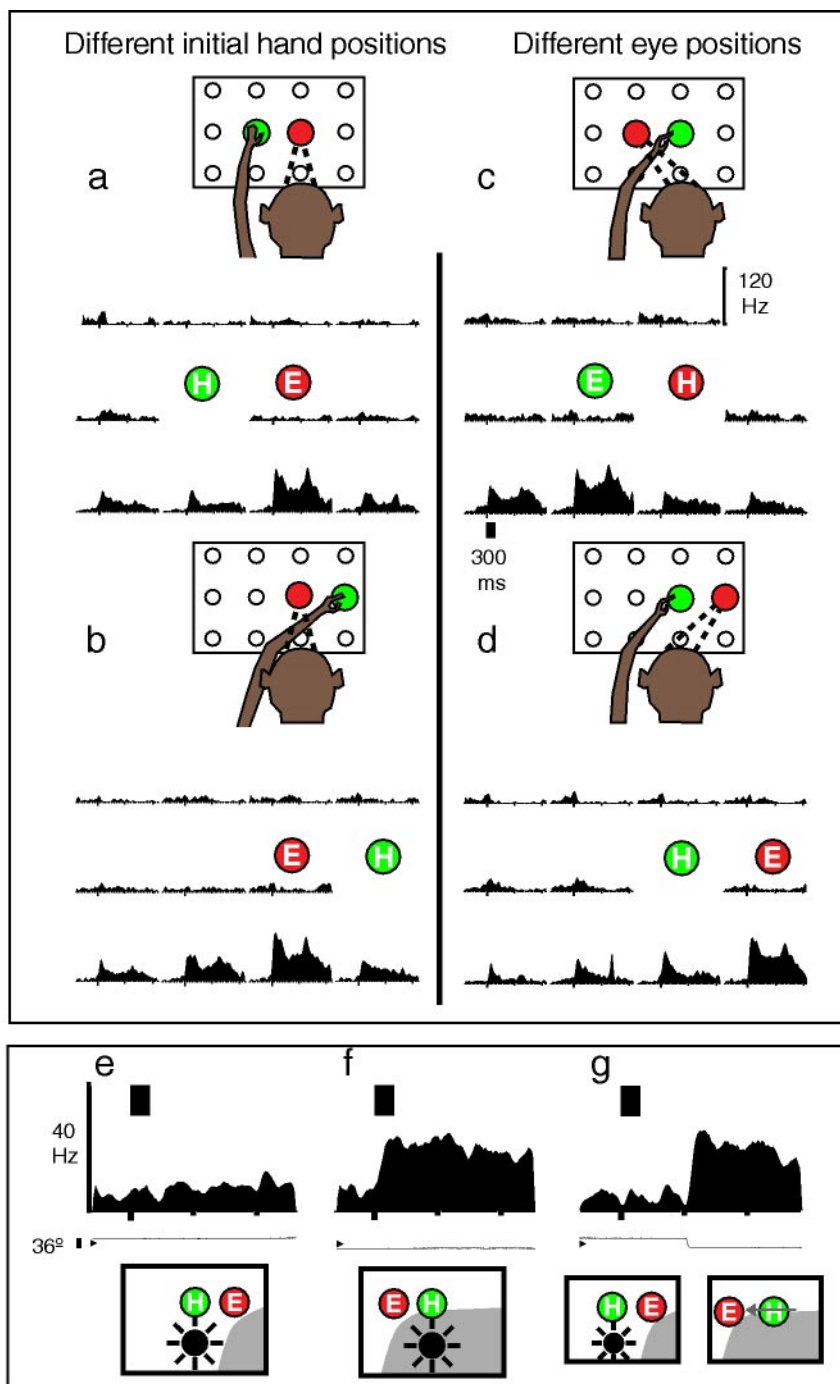 Different initial hand positions
Different eye positions
a
c
120
Hz
H
E
E
H
300
ms
b
d
E
H
H
E
e
f
g
40
Hz
36º
H
E
E
H
H
E
E
H